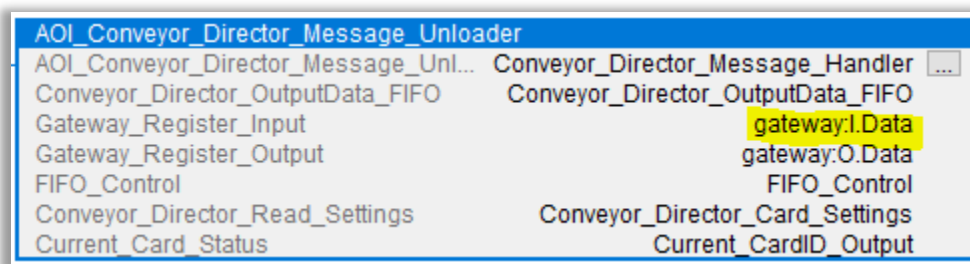 AOI_Conveyor_Director_Message_Unloader
AOI_Conveyor_Director_Message_Unl... Conveyor_Director_Message_Handler ...
Conveyor_Director_OutputData_FIFO Conveyor_Director_OutputData_FIFO
Gateway_Register_Input gateway:I.Data
Gateway_Register_Output gateway:O.Data
FIFO_Control FIFO_Control
Conveyor_Director_Read_Settings Conveyor_Director_Card_Settings
Current_Card_Status Current_CardID_Output